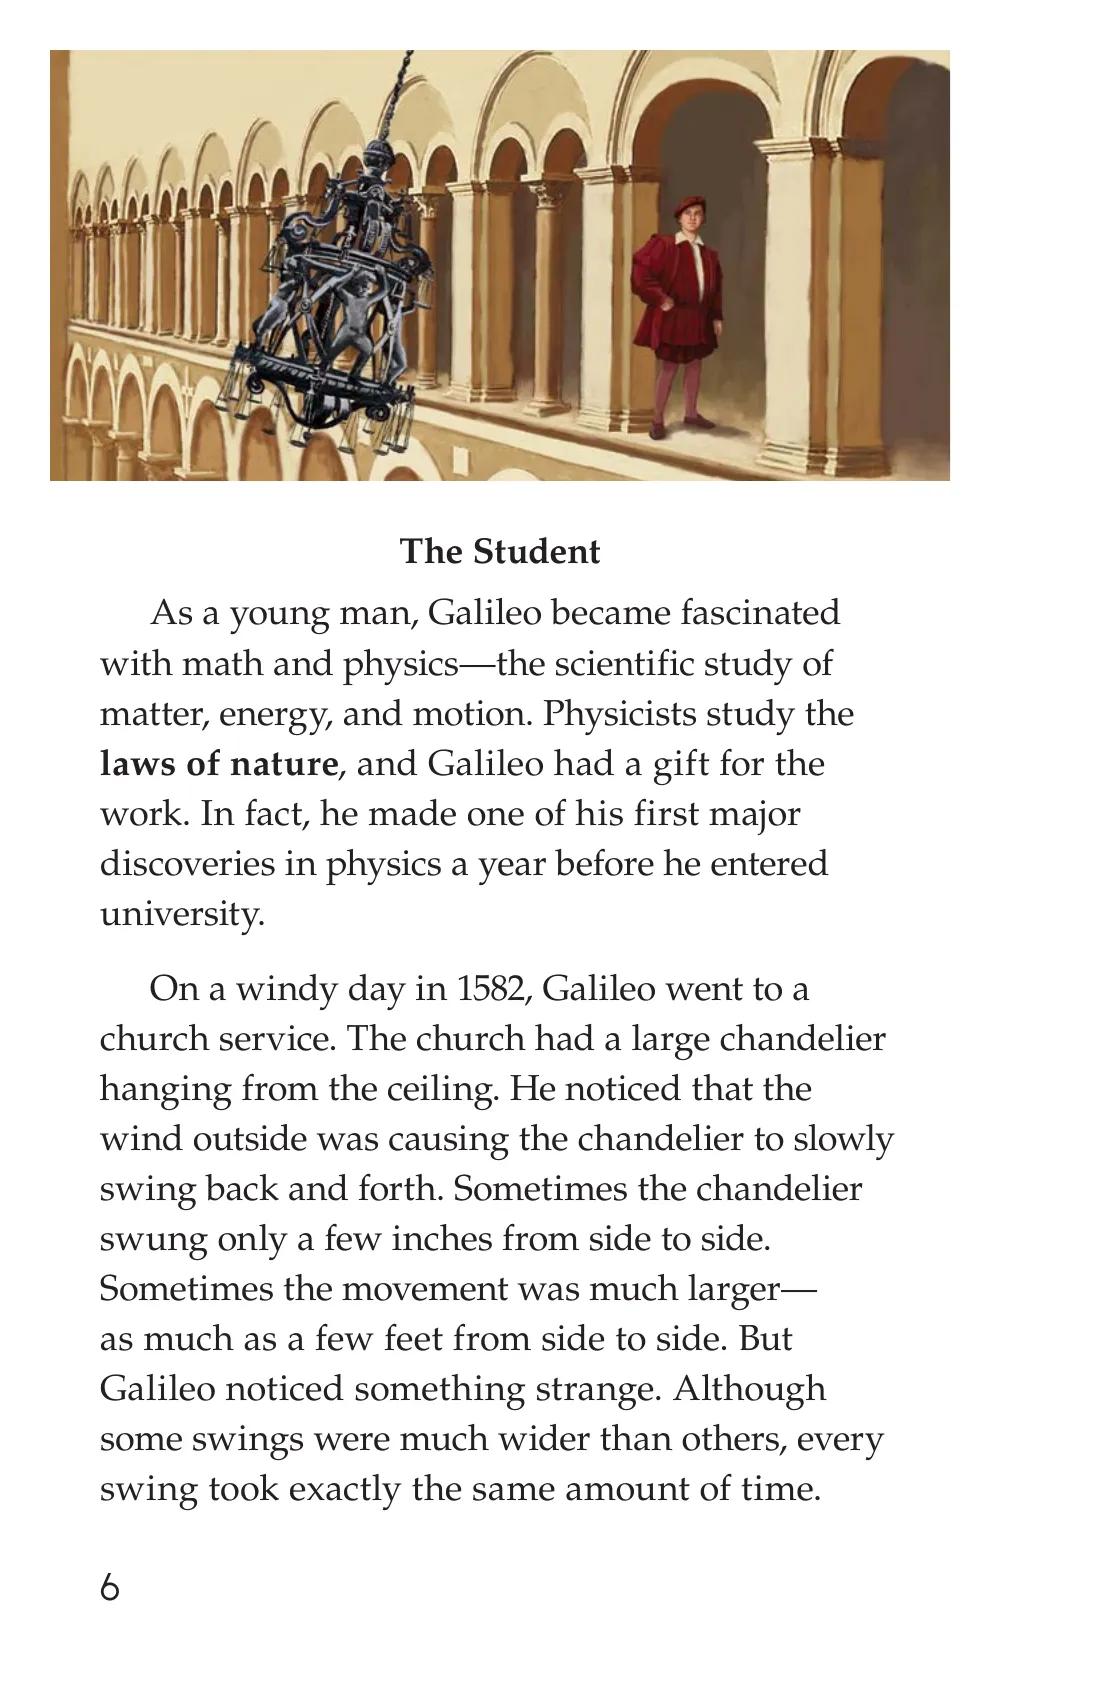 The Student
As a young man, Galileo became fascinated
with math and physics—the scientific study of
matter, energy, and motion. Physicists study the
laws of nature, and Galileo had a gift for the
work. In fact, he made one of his first major
discoveries in physics a year before he entered
university.
On a windy day in 1582, Galileo went to a
church service. The church had a large chandelier
hanging from the ceiling. He noticed that the
wind outside was causing the chandelier to slowly
swing back and forth. Sometimes the chandelier
swung only a few inches from side to side.
Sometimes the movement was much larger—
as much as a few feet from side to side. But
Galileo noticed something strange. Although
some swings were much wider than others, every
swing took exactly the same amount of time.
6